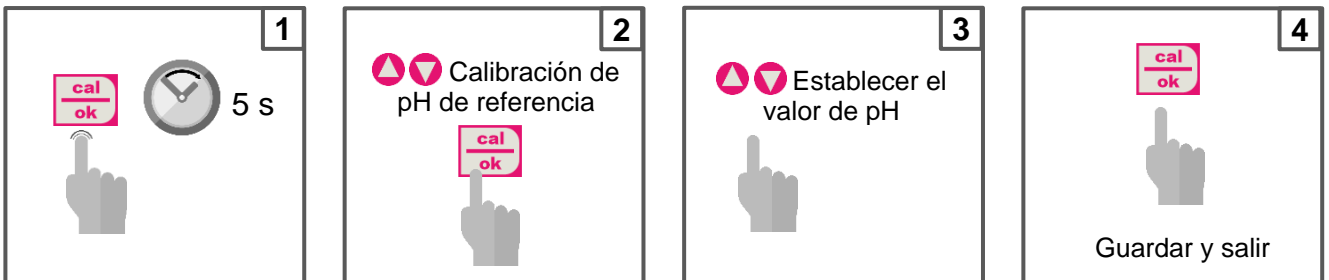 1
cal
ok
5 s
2
Calibración de
pH de referencia
cal
ok
3
Establecer el
valor de pH
4
cal
ok
Guardar y salir